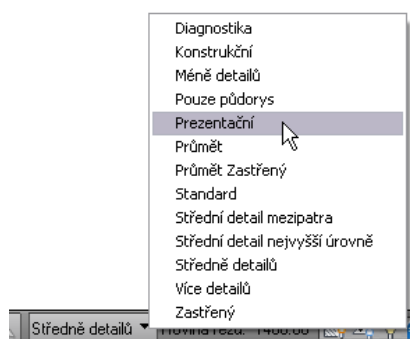 Diagnostika
Konstrukční
Méně detailů
Pouze půdorys
Prezentační
Průmět
Průmět Zastřený
Standard
Střední detail mezipatra
Střední detail nejvyšší úrovně
Středně detailů
Více detailů
Zastřený
Středně detailů